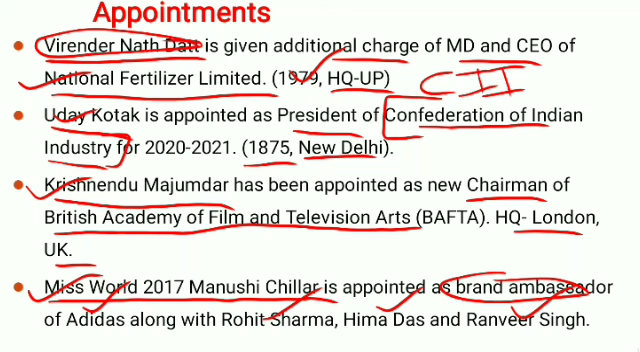 Appointments
Virender Nath Datt is given additional charge of MD and CEO of
National Fertilizer Limited. (1979, HQ-UP)
CII
Uday Kotak is appointed as President of Confederation of Indian
Industry for 2020-2021. (1875, New Delhi).
Krishnendu Majumdar has been appointed as new Chairman of
British Academy of Film and Television Arts (BAFTA). HQ- London,
UK.
Miss World 2017 Manushi Chillar is appointed as brand ambassador
of Adidas along with Rohit Sharma, Hima Das and Ranveer Singh.